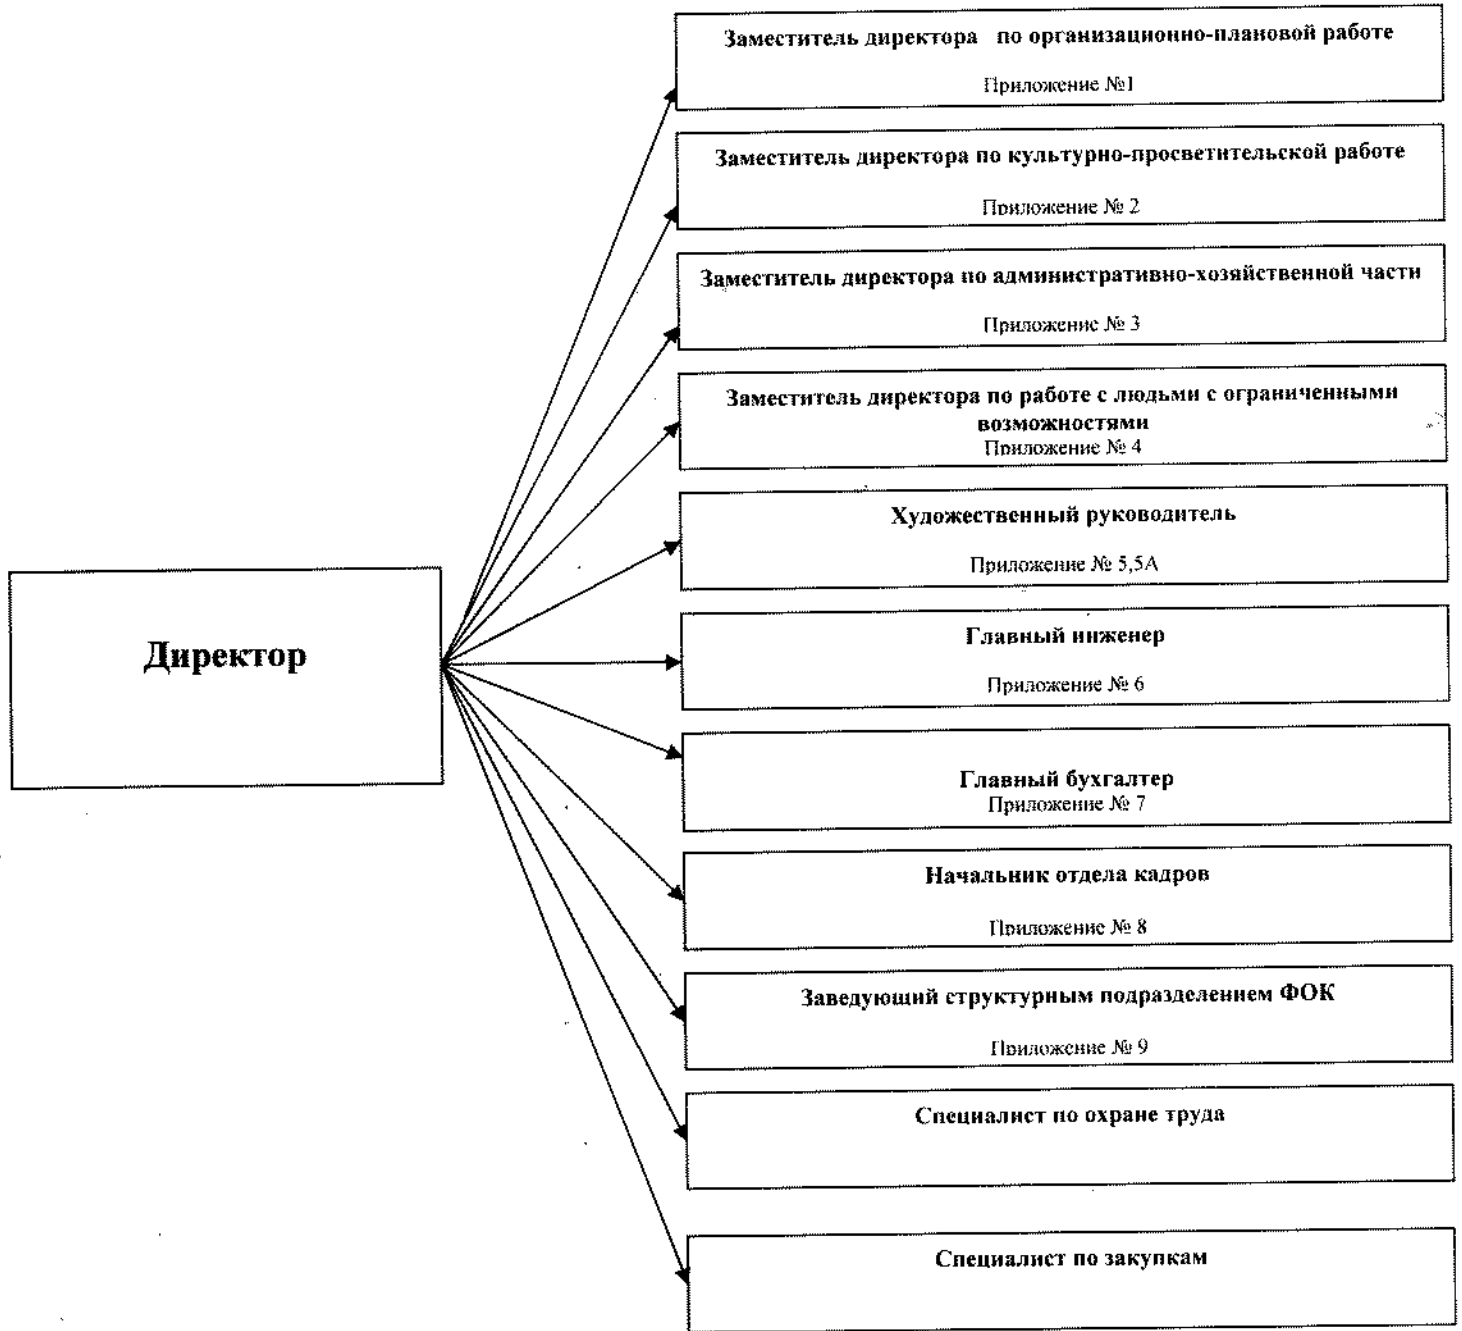 Заместитель директора по организационно-плановой работе
Приложение №1
Заместитель директора по культурно-просветительской работе
Приложение № 2
Заместитель директора по административно-хозяйственной части
Приложение № 3
Заместитель директора по работе с людьми с ограниченными
возможностями
Приложение № 4
Художественный руководитель
Приложение № 5,5А
Директор
Главный инженер
Приложение № 6
Главный бухгалтер
Приложение № 7
Начальник отдела кадров
Приложение № 8
Заведующий структурным подразделением ФОК
Приложение № 9
Специалист по охране труда
Специалист по закупкам